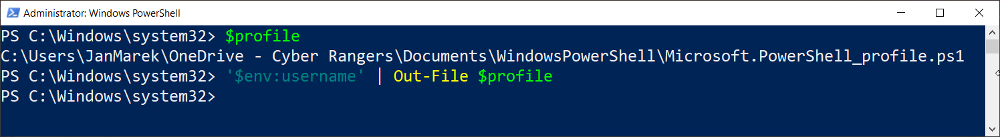 Administrator: Windows PowerShell
PS C:\Windows\system32> $profile
C:\Users\JanMarek\OneDrive - Cyber Rangers\Documents\WindowsPowerShell\Microsoft.PowerShell_profile.ps1
PS C:\Windows\system32> '$env:username' | Out-File $profile
PS C:\Windows\system32>